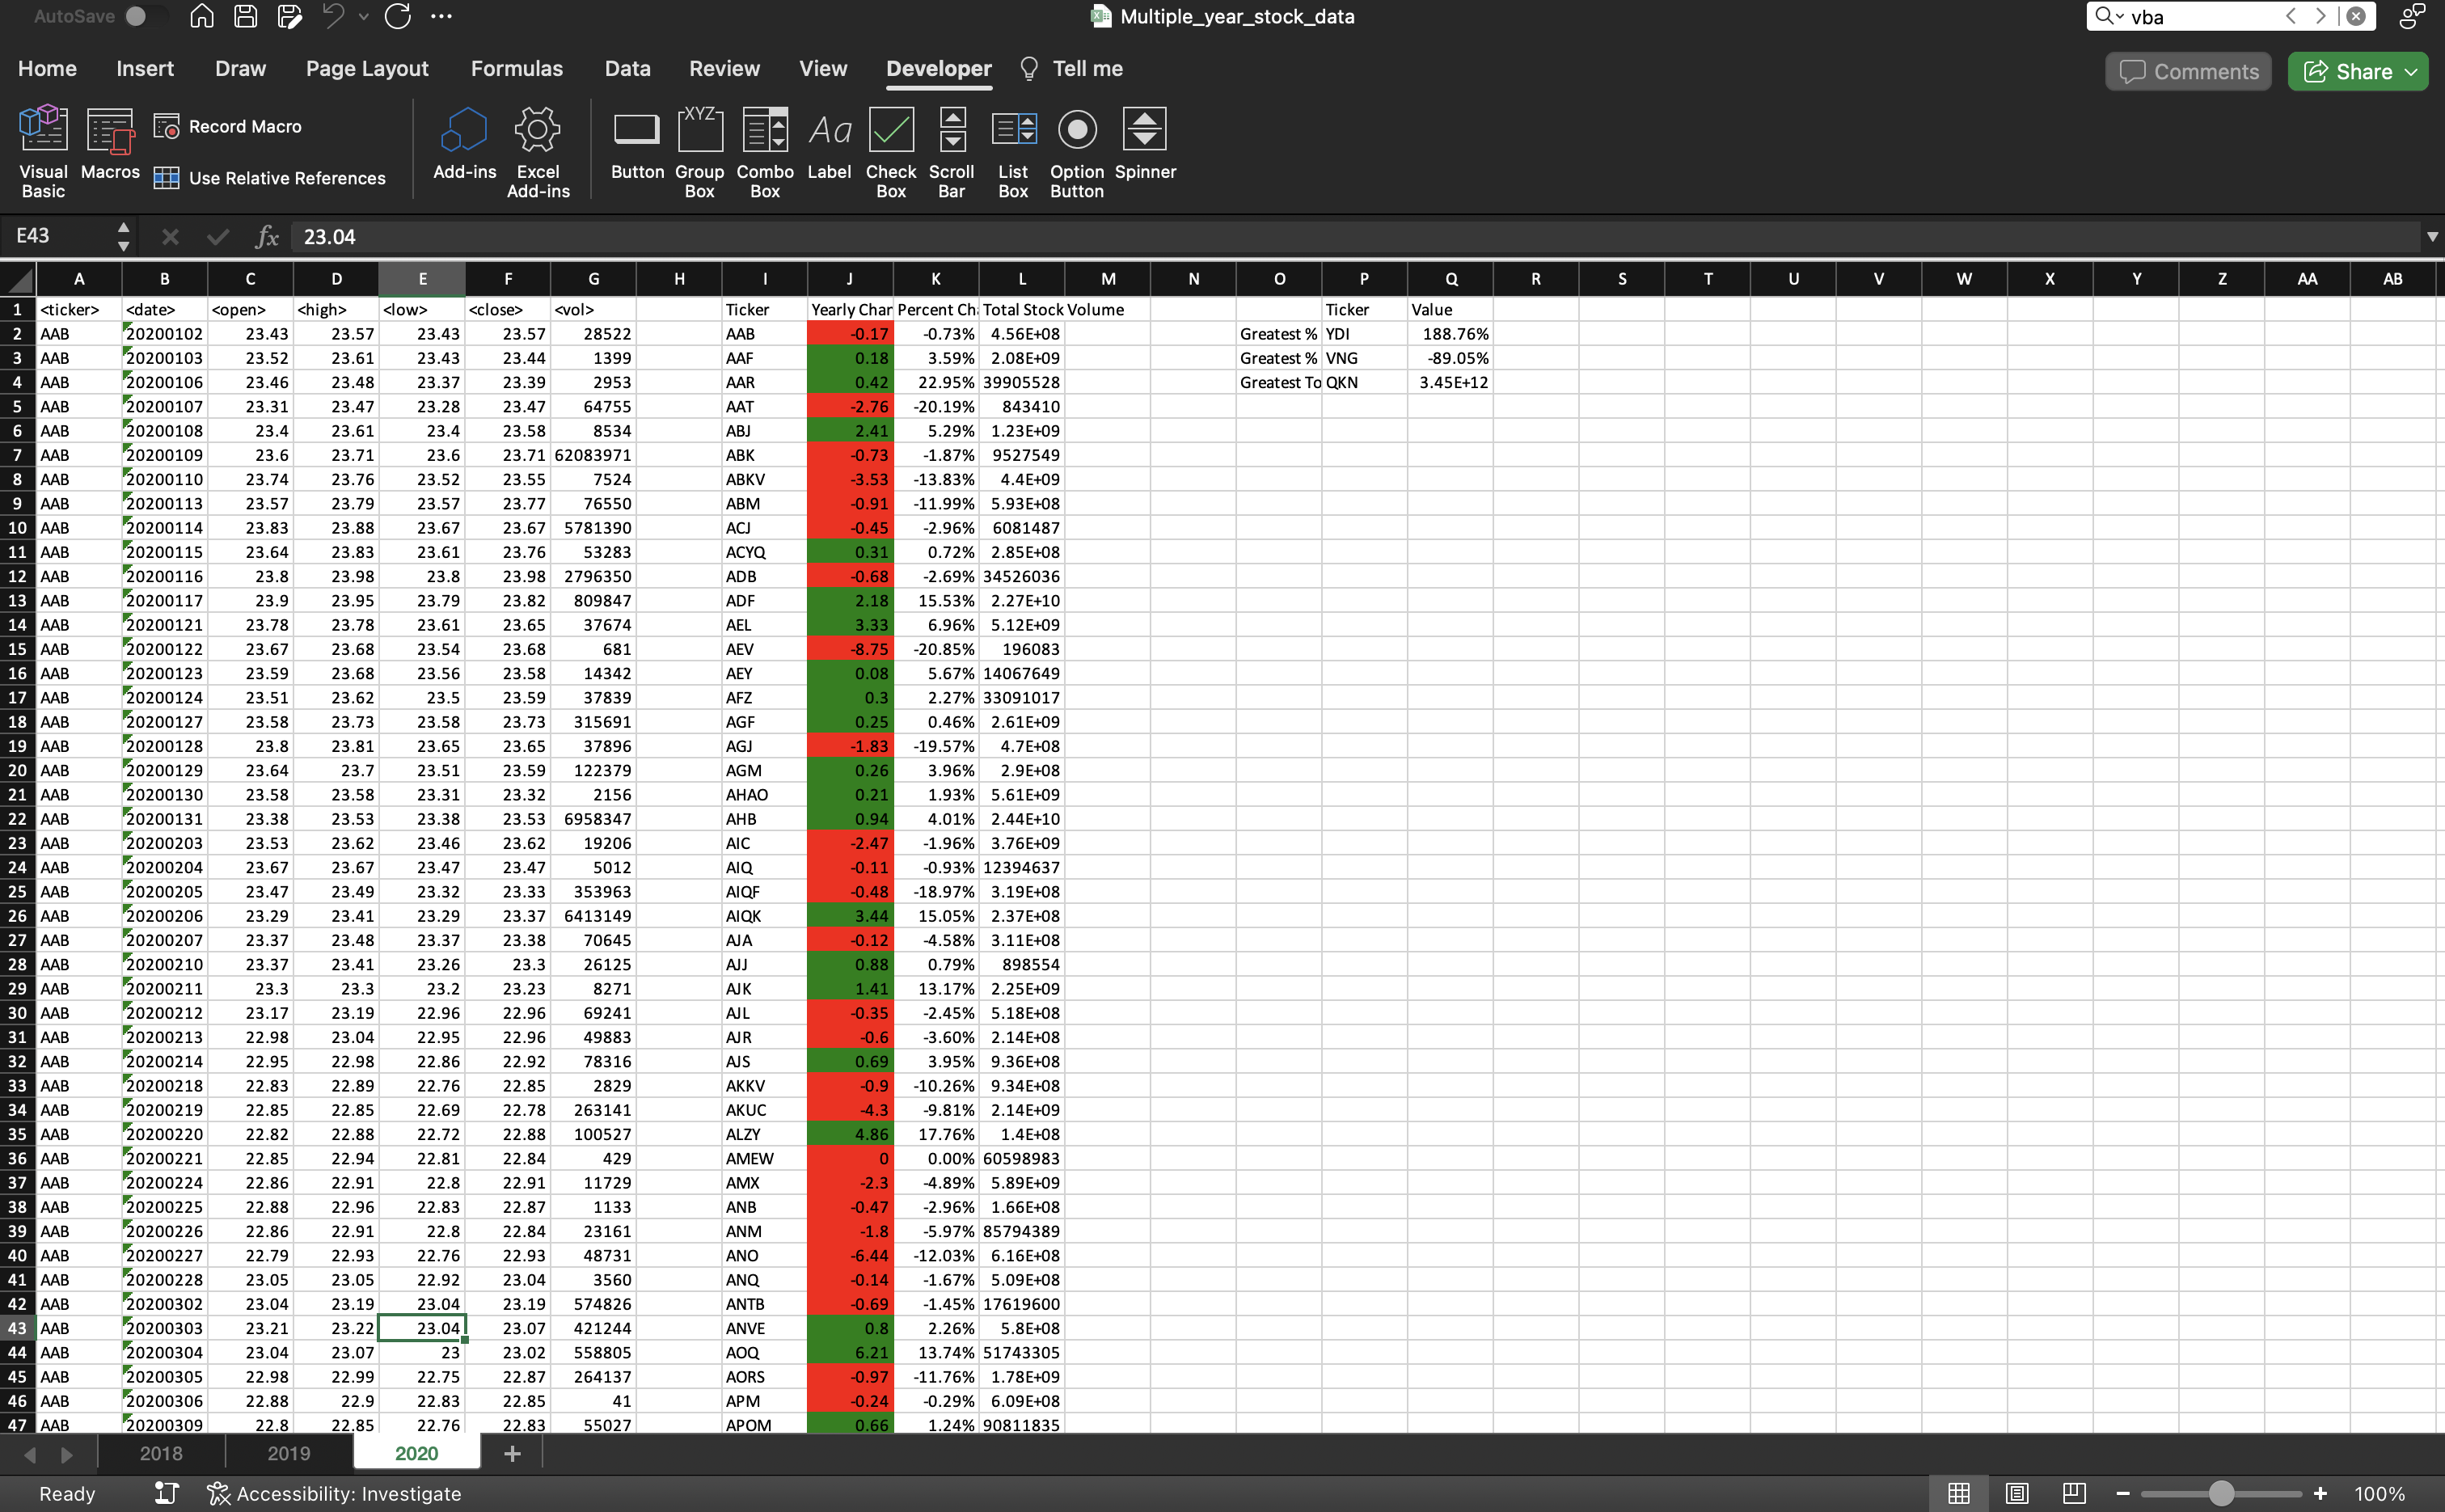 AutoSave
Multiple_year_stock_data
vba
Home Insert Draw Page Layout Formulas Data Review View Developer Tell me
Comments Share
Visual Basic Macros Record Macro Use Relative References Add-ins Excel Add-ins Button Group Box Combo Box Label Check Box Scroll Bar List Box Option Button Spinner
XYZ Aa
E43 fx 23.04
A B C D E F G H I J K L M N O P Q R S T U V W X Y Z AA AB
1 <ticker> <date> <open> <high> <low> <close> <vol> Ticker Yearly Char Percent Ch Total Stock Volume Ticker Value
2 AAB 20200102 23.43 23.57 23.43 23.57 28522 AAB -0.17 -0.73% 4.56E+08 Greatest % YDI 188.76%
3 AAB 20200103 23.52 23.61 23.43 23.44 1399 AAF 0.18 3.59% 2.08E+09 Greatest % VNG -89.05%
4 AAB 20200106 23.46 23.48 23.37 23.39 2953 AAR 0.42 22.95% 39905528 Greatest To QKN 3.45E+12
5 AAB 20200107 23.31 23.47 23.28 23.47 64755 AAT -2.76 -20.19% 843410
6 AAB 20200108 23.4 23.61 23.4 23.58 8534 ABJ 2.41 5.29% 1.23E+09
7 AAB 20200109 23.6 23.71 23.6 23.71 62083971 ABK -0.73 -1.87% 9527549
8 AAB 20200110 23.74 23.76 23.52 23.55 7524 ABKV -3.53 -13.83% 4.4E+09
9 AAB 20200113 23.57 23.79 23.57 23.77 76550 ABM -0.91 -11.99% 5.93E+08
10 AAB 20200114 23.83 23.88 23.67 23.67 5781390 ACJ -0.45 -2.96% 6081487
11 AAB 20200115 23.64 23.83 23.61 23.76 53283 ACYQ 0.31 0.72% 2.85E+08
12 AAB 20200116 23.8 23.98 23.8 23.98 2796350 ADB -0.68 -2.69% 34526036
13 AAB 20200117 23.9 23.95 23.79 23.82 809847 ADF 2.18 15.53% 2.27E+10
14 AAB 20200121 23.78 23.78 23.61 23.65 37674 AEL 3.33 6.96% 5.12E+09
15 AAB 20200122 23.67 23.68 23.54 23.68 681 AEV -8.75 -20.85% 196083
16 AAB 20200123 23.59 23.68 23.56 23.58 14342 AEY 0.08 5.67% 14067649
17 AAB 20200124 23.51 23.62 23.5 23.59 37839 AFZ 0.3 2.27% 33091017
18 AAB 20200127 23.58 23.73 23.58 23.73 315691 AGF 0.25 0.46% 2.61E+09
19 AAB 20200128 23.8 23.81 23.65 23.65 37896 AGJ -1.83 -19.57% 4.7E+08
20 AAB 20200129 23.64 23.7 23.51 23.59 122379 AGM 0.26 3.96% 2.9E+08
21 AAB 20200130 23.58 23.58 23.31 23.32 2156 AHAO 0.21 1.93% 5.61E+09
22 AAB 20200131 23.38 23.53 23.38 23.53 6958347 AHB 0.94 4.01% 2.44E+10
23 AAB 20200203 23.53 23.62 23.46 23.62 19206 AIC -2.47 -1.96% 3.76E+09
24 AAB 20200204 23.67 23.67 23.47 23.47 5012 AIQ -0.11 -0.93% 12394637
25 AAB 20200205 23.47 23.49 23.32 23.33 353963 AIQF -0.48 -18.97% 3.19E+08
26 AAB 20200206 23.29 23.41 23.29 23.37 6413149 AIQK 3.44 15.05% 2.37E+08
27 AAB 20200207 23.37 23.48 23.37 23.38 70645 AJA -0.12 -4.58% 3.11E+08
28 AAB 20200210 23.37 23.41 23.26 23.3 26125 AJJ 0.88 0.79% 898554
29 AAB 20200211 23.3 23.3 23.2 23.23 8271 AJK 1.41 13.17% 2.25E+09
30 AAB 20200212 23.17 23.19 22.96 22.96 69241 AJL -0.35 -2.45% 5.18E+08
31 AAB 20200213 22.98 23.04 22.95 22.96 49883 AJR -0.6 -3.60% 2.14E+08
32 AAB 20200214 22.95 22.98 22.86 22.92 78316 AJS 0.69 3.95% 9.36E+08
33 AAB 20200218 22.83 22.89 22.76 22.85 2829 AKKV -0.9 -10.26% 9.34E+08
34 AAB 20200219 22.85 22.85 22.69 22.78 263141 AKUC -4.3 -9.81% 2.14E+09
35 AAB 20200220 22.82 22.88 22.72 22.88 100527 ALZY 4.86 17.76% 1.4E+08
36 AAB 20200221 22.85 22.94 22.81 22.84 429 AMEW 0 0.00% 60598983
37 AAB 20200224 22.86 22.91 22.8 22.91 11729 AMX -2.3 -4.89% 5.89E+09
38 AAB 20200225 22.88 22.96 22.83 22.87 1133 ANB -0.47 -2.96% 1.66E+08
39 AAB 20200226 22.86 22.91 22.8 22.84 23161 ANM -1.8 -5.97% 85794389
40 AAB 20200227 22.79 22.93 22.76 22.93 48731 ANO -6.44 -12.03% 6.16E+08
41 AAB 20200228 23.05 23.05 22.92 23.04 3560 ANQ -0.14 -1.67% 5.09E+08
42 AAB 20200302 23.04 23.19 23.04 23.19 574826 ANTB -0.69 -1.45% 17619600
43 AAB 20200303 23.21 23.22 23.04 23.07 421244 ANVE 0.8 2.26% 5.8E+08
44 AAB 20200304 23.04 23.07 23 23.02 558805 AOQ 6.21 13.74% 51743305
45 AAB 20200305 22.98 22.99 22.75 22.87 264137 AORS -0.97 -11.76% 1.78E+09
46 AAB 20200306 22.88 22.9 22.83 22.85 41 APM -0.24 -0.29% 6.09E+08
47 AAB 20200309 22.8 22.85 22.76 22.83 55027 APOM 0.66 1.24% 90811835
2018 2019 2020
Ready Accessibility: Investigate 100%